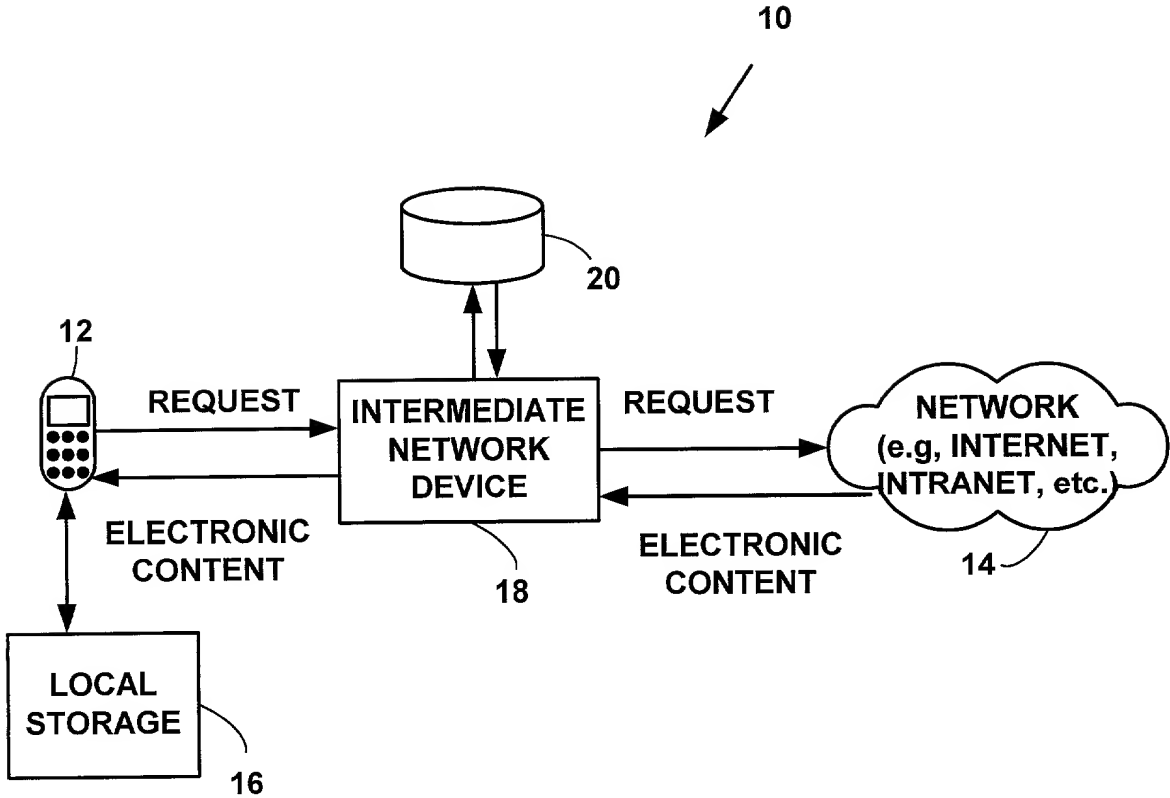 10
20
12
REQUEST
INTERMEDIATE
NETWORK
DEVICE
REQUEST
NETWORK
(e.g, INTERNET,
INTRANET, etc.)
ELECTRONIC
CONTENT
18
ELECTRONIC
CONTENT
14
LOCAL
STORAGE
16